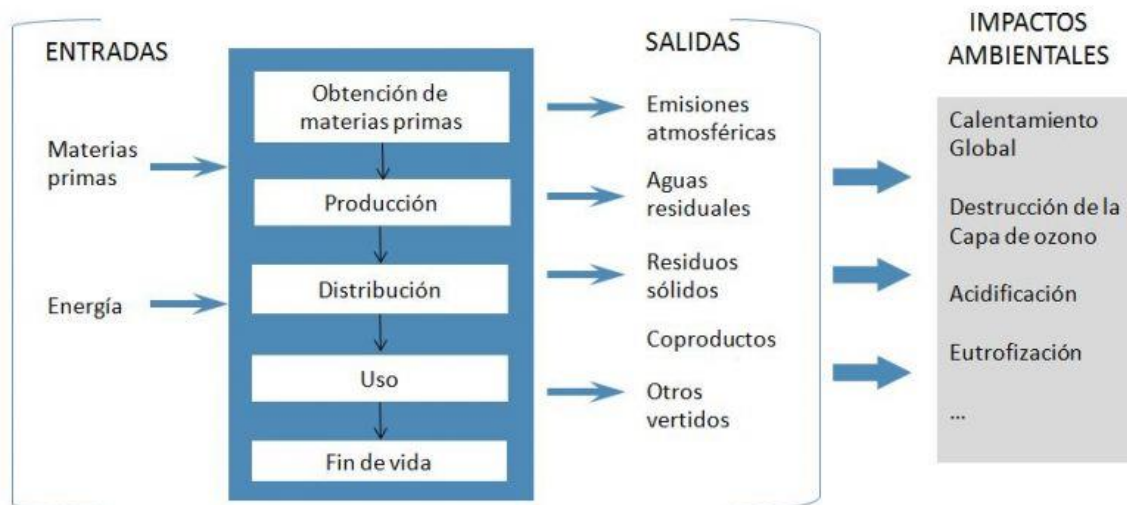 ENTRADAS
Materias
primas
Energía
Obtención de
materias primas
Producción
Distribución
Uso
Fin de vida
SALIDAS
Emisiones
atmosféricas
Aguas
residuales
Residuos
sólidos
Coproductos
Otros
vertidos
IMPACTOS
AMBIENTALES
Calentamiento
Global
Destrucción de la
Capa de ozono
Acidificación
Eutrofización
...